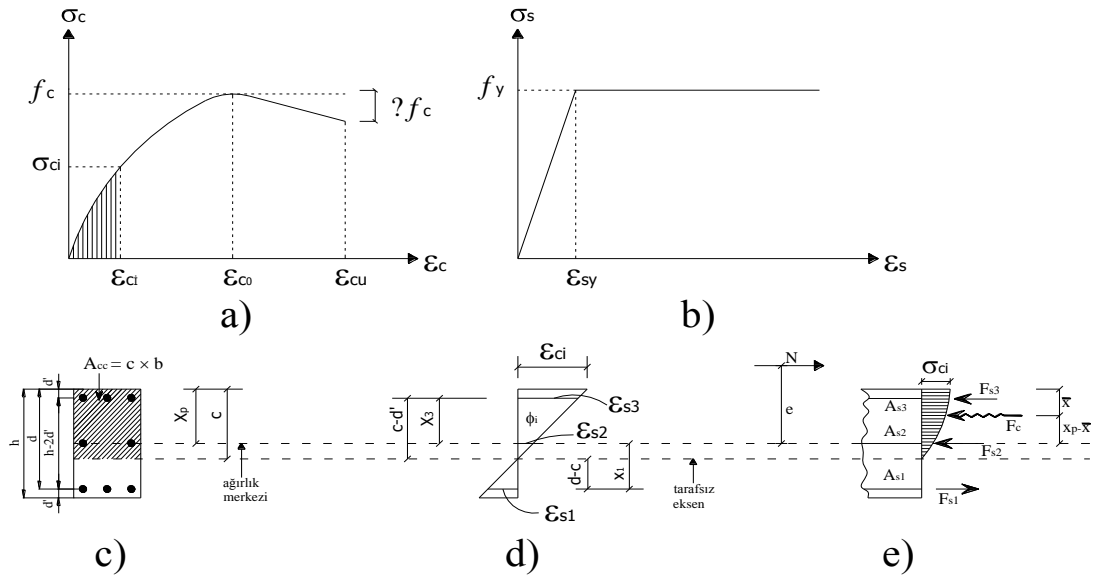 σc
fc
?fc
σci
εci
εc0
εcu
εc
a)
σs
fy
εsy
εs
b)
Acc = c × b
d'
h
d
h-2d'
d'
xp
c
ağırlık
merkezi
c)
εci
c-d'
x3
εs3
ϕi
εs2
d-c
x1
εs1
tarafsız
eksen
d)
N
e
σci
As3
As2
As1
Fs3
Fc
Fs2
Fs1
x̄
xp-x̄
e)